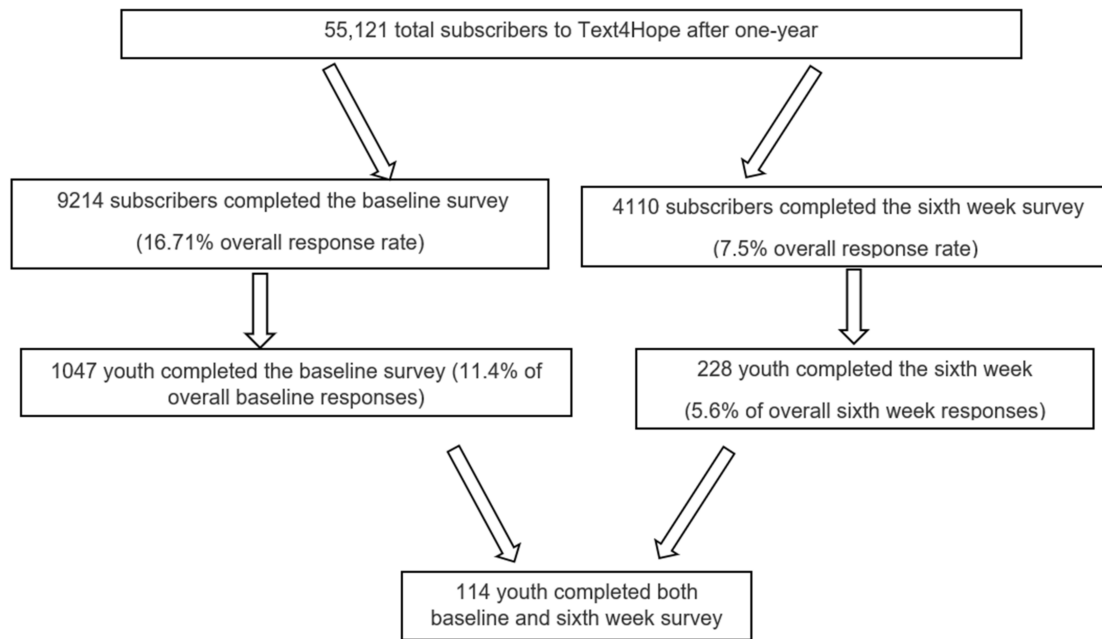 55,121 total subscribers to Text4Hope after one-year
9214 subscribers completed the baseline survey
(16.71% overall response rate)
4110 subscribers completed the sixth week survey
(7.5% overall response rate)
1047 youth completed the baseline survey (11.4% of
overall baseline responses)
228 youth completed the sixth week
(5.6% of overall sixth week responses)
114 youth completed both
baseline and sixth week survey